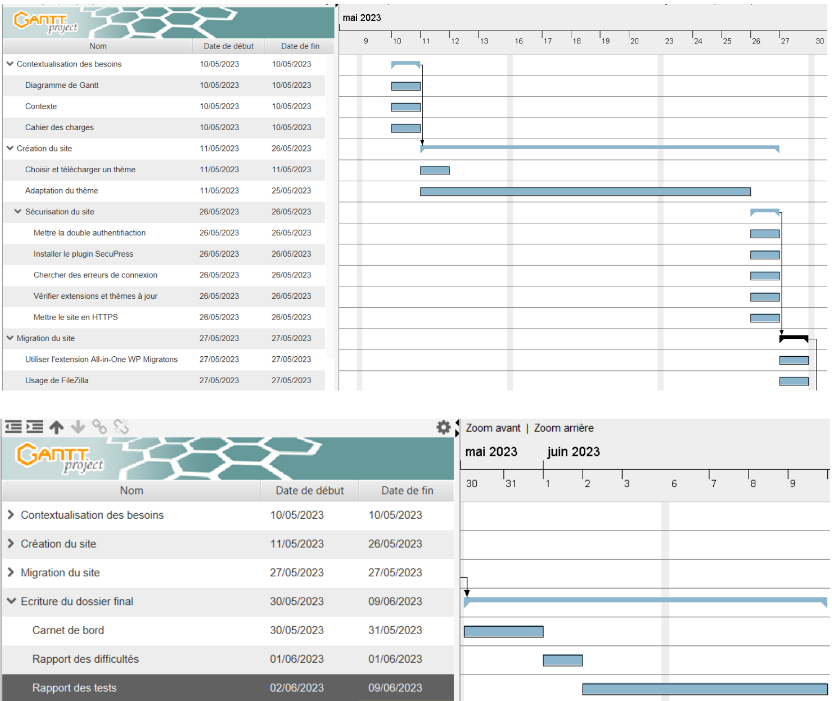 mai 2023
GANTT
project
Nom Date de début Date de fin
9 10 11 12 13 16 17 18 19 20 23 24 25 26 27 30
Contextualisation des besoins 10/05/2023 10/05/2023
Diagramme de Gantt 10/05/2023 10/05/2023
Contexte 10/05/2023 10/05/2023
Cahier des charges 10/05/2023 10/05/2023
Création du site 11/05/2023 26/05/2023
Choisir et télécharger un thème 11/05/2023 11/05/2023
Adaptation du thème 11/05/2023 25/05/2023
Sécurisation du site 26/05/2023 26/05/2023
Mettre la double authentifiaction 26/05/2023 26/05/2023
Installer le plugin SecuPress 26/05/2023 26/05/2023
Chercher des erreurs de connexion 26/05/2023 26/05/2023
Vérifier extensions et thèmes à jour 26/05/2023 26/05/2023
Mettre le site en HTTPS 26/05/2023 26/05/2023
Migration du site 27/05/2023 27/05/2023
Utiliser l'extension All-in-One WP Migratons 27/05/2023 27/05/2023
Usage de FileZilla 27/05/2023 27/05/2023
Zoom avant | Zoom arrière
mai 2023 juin 2023
GANTT
project
Nom Date de début Date de fin
30 31 1 2 3 6 7 8 9
Contextualisation des besoins 10/05/2023 10/05/2023
Création du site 11/05/2023 26/05/2023
Migration du site 27/05/2023 27/05/2023
Ecriture du dossier final 30/05/2023 09/06/2023
Carnet de bord 30/05/2023 31/05/2023
Rapport des difficultés 01/06/2023 01/06/2023
Rapport des tests 02/06/2023 09/06/2023